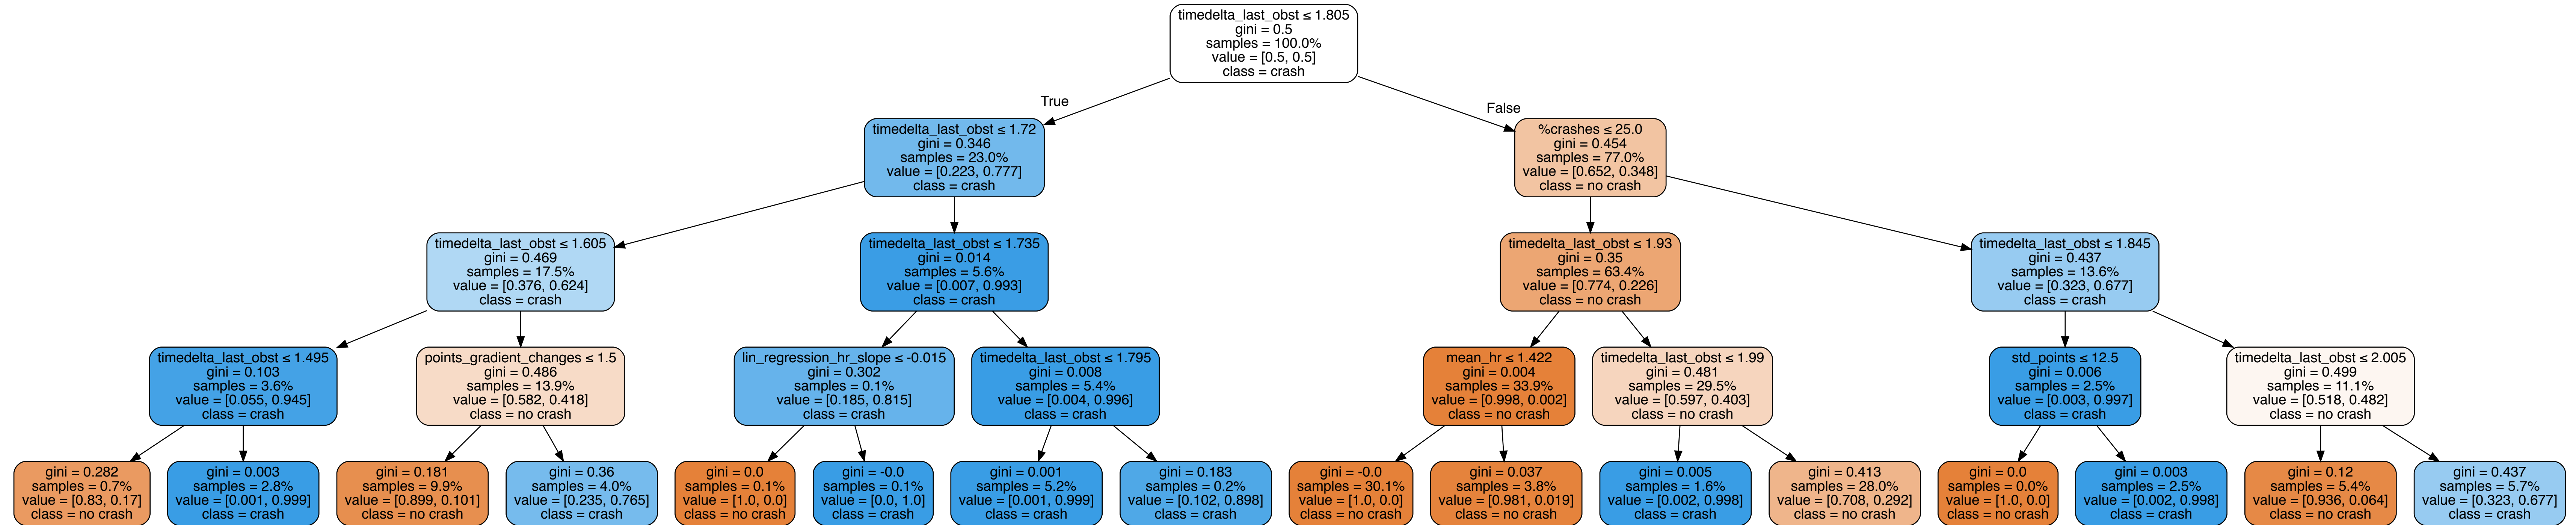 timedelta_last_obst ≤ 1.805
gini = 0.5
samples = 100.0%
value = [0.5, 0.5]
class = crash
True
False
timedelta_last_obst ≤ 1.72
gini = 0.346
samples = 23.0%
value = [0.223, 0.777]
class = crash
%crashes ≤ 25.0
gini = 0.454
samples = 77.0%
value = [0.652, 0.348]
class = no crash
timedelta_last_obst ≤ 1.605
gini = 0.469
samples = 17.5%
value = [0.376, 0.624]
class = crash
timedelta_last_obst ≤ 1.735
gini = 0.014
samples = 5.6%
value = [0.007, 0.993]
class = crash
timedelta_last_obst ≤ 1.93
gini = 0.35
samples = 63.4%
value = [0.774, 0.226]
class = no crash
timedelta_last_obst ≤ 1.845
gini = 0.437
samples = 13.6%
value = [0.323, 0.677]
class = crash
timedelta_last_obst ≤ 1.495
gini = 0.103
samples = 3.6%
value = [0.055, 0.945]
class = crash
points_gradient_changes ≤ 1.5
gini = 0.486
samples = 13.9%
value = [0.582, 0.418]
class = no crash
lin_regression_hr_slope ≤ -0.015
gini = 0.302
samples = 0.1%
value = [0.185, 0.815]
class = crash
timedelta_last_obst ≤ 1.795
gini = 0.008
samples = 5.4%
value = [0.004, 0.996]
class = crash
mean_hr ≤ 1.422
gini = 0.004
samples = 33.9%
value = [0.998, 0.002]
class = no crash
timedelta_last_obst ≤ 1.99
gini = 0.481
samples = 29.5%
value = [0.597, 0.403]
class = no crash
std_points ≤ 12.5
gini = 0.006
samples = 2.5%
value = [0.003, 0.997]
class = crash
timedelta_last_obst ≤ 2.005
gini = 0.499
samples = 11.1%
value = [0.518, 0.482]
class = no crash
gini = 0.282
samples = 0.7%
value = [0.83, 0.17]
class = no crash
gini = 0.003
samples = 2.8%
value = [0.001, 0.999]
class = crash
gini = 0.181
samples = 9.9%
value = [0.899, 0.101]
class = no crash
gini = 0.36
samples = 4.0%
value = [0.235, 0.765]
class = crash
gini = 0.0
samples = 0.1%
value = [1.0, 0.0]
class = no crash
gini = -0.0
samples = 0.1%
value = [0.0, 1.0]
class = crash
gini = 0.001
samples = 5.2%
value = [0.001, 0.999]
class = crash
gini = 0.183
samples = 0.2%
value = [0.102, 0.898]
class = crash
gini = -0.0
samples = 30.1%
value = [1.0, 0.0]
class = no crash
gini = 0.037
samples = 3.8%
value = [0.981, 0.019]
class = no crash
gini = 0.005
samples = 1.6%
value = [0.002, 0.998]
class = crash
gini = 0.413
samples = 28.0%
value = [0.708, 0.292]
class = no crash
gini = 0.0
samples = 0.0%
value = [1.0, 0.0]
class = no crash
gini = 0.003
samples = 2.5%
value = [0.002, 0.998]
class = crash
gini = 0.12
samples = 5.4%
value = [0.936, 0.064]
class = no crash
gini = 0.437
samples = 5.7%
value = [0.323, 0.677]
class = crash